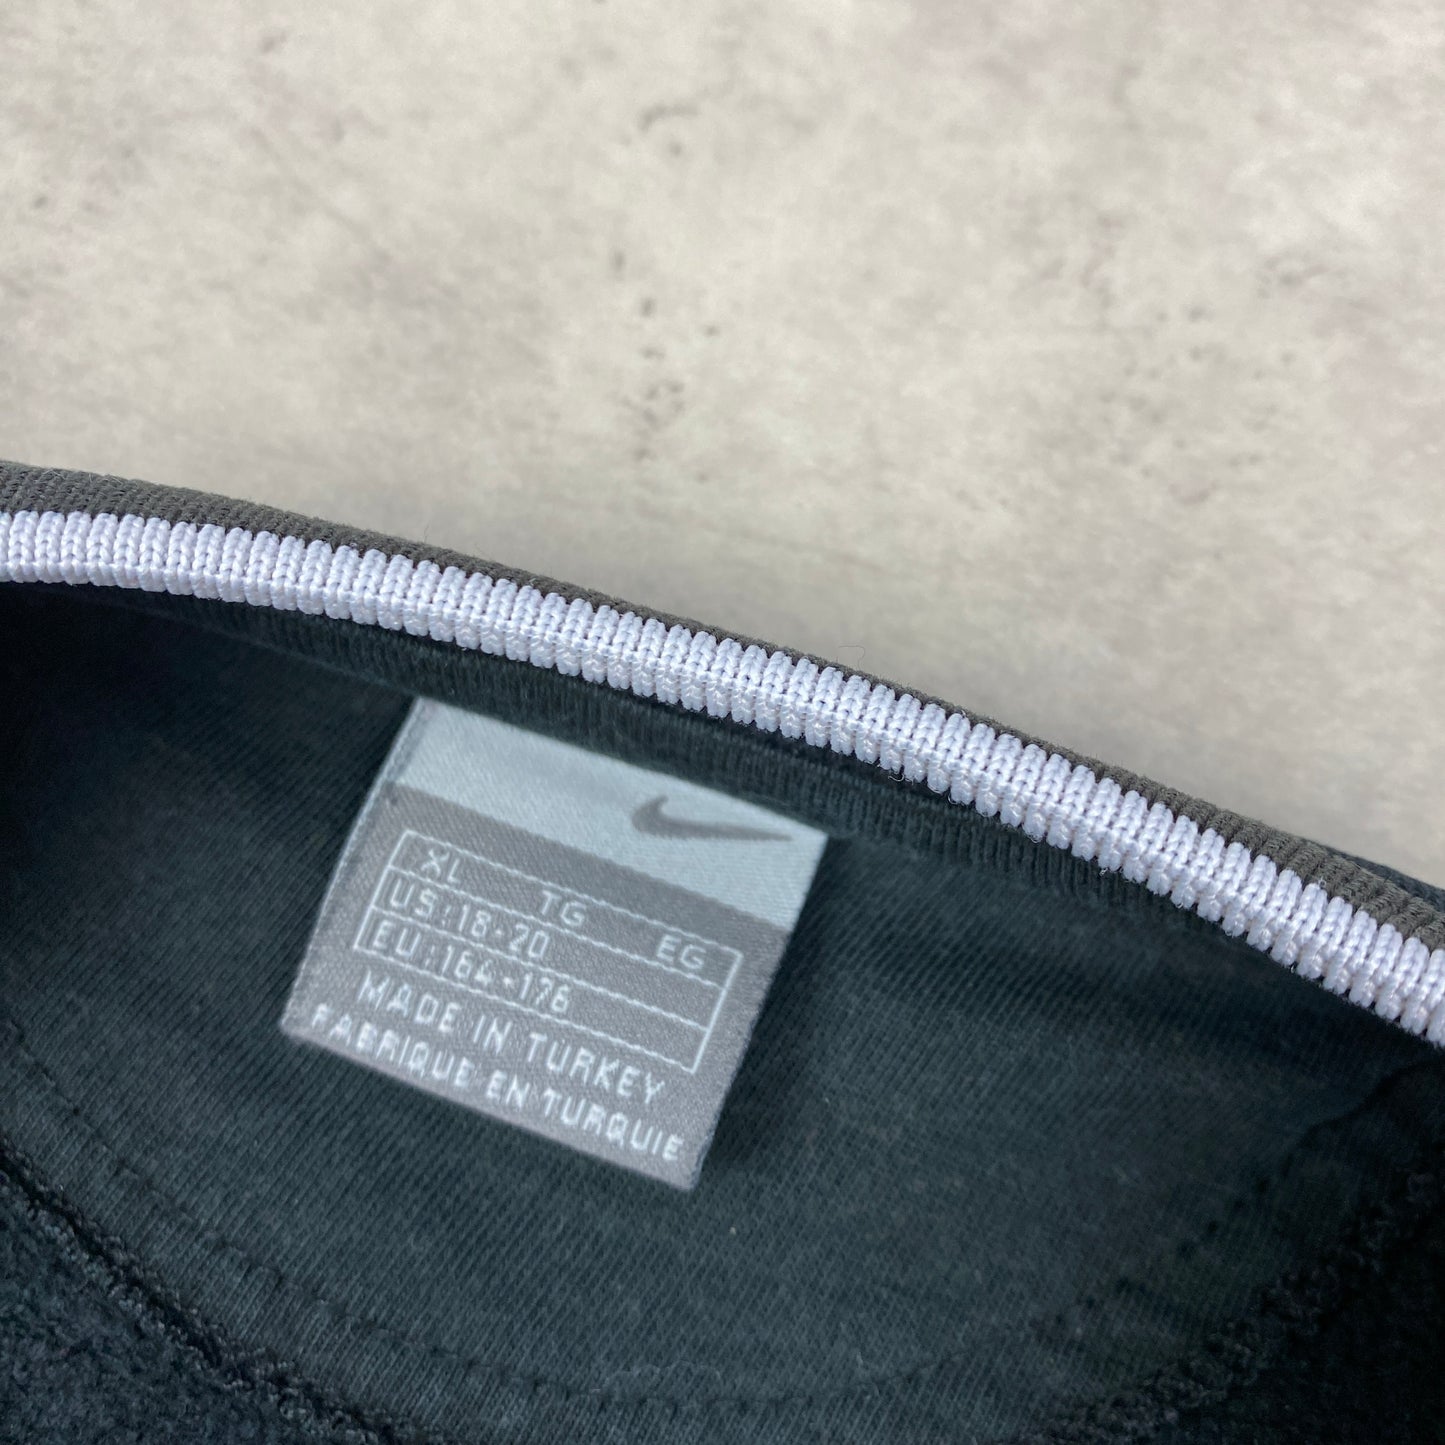 XL TG EG
US:18-20
EU:164-176
MADE IN TURKEY
FABRIQUE EN TURQUIE